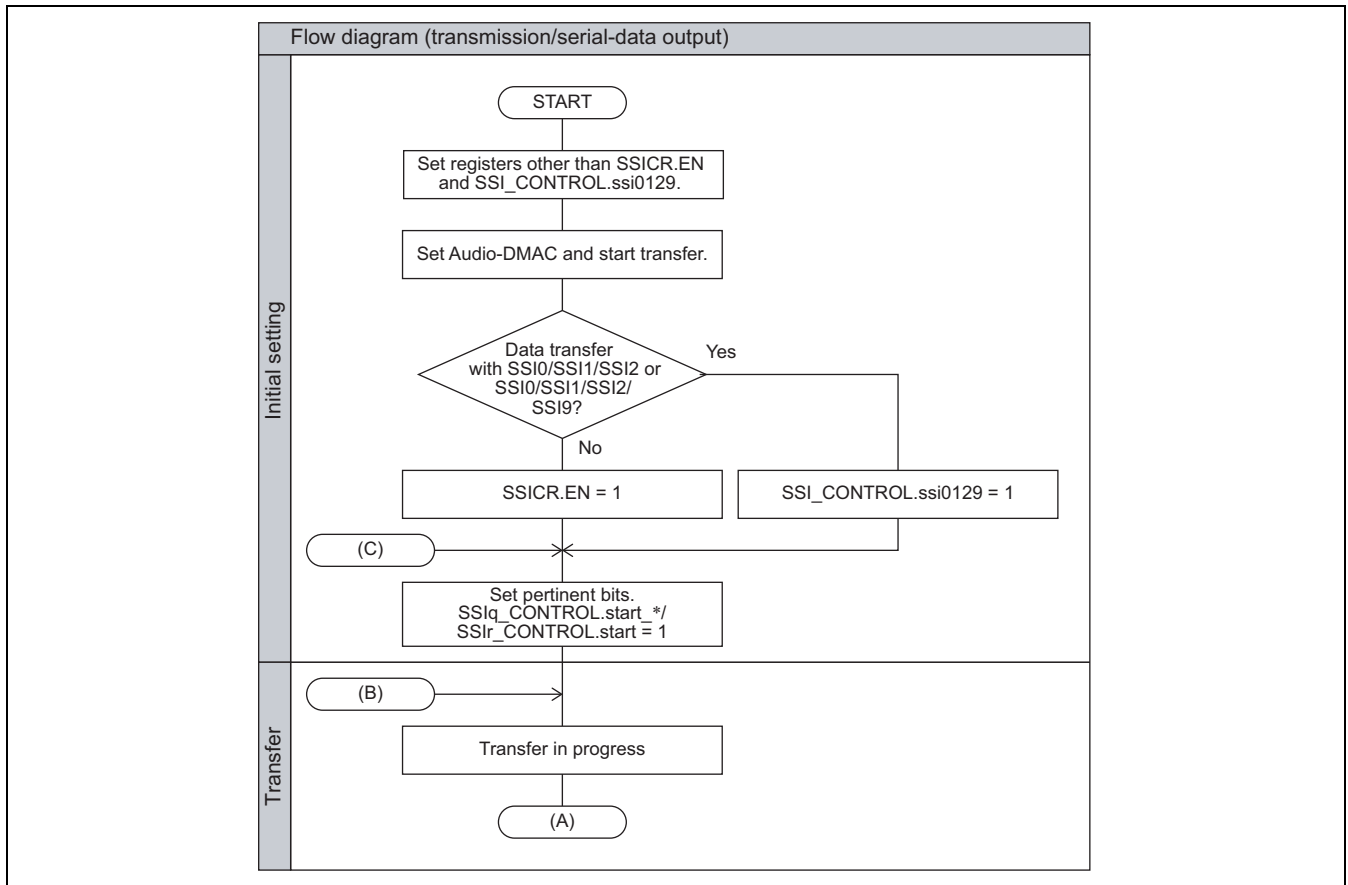 Flow diagram (transmission/serial-data output)
Initial setting
START
Set registers other than SSICR.EN
and SSI_CONTROL.ssi0129.
Set Audio-DMAC and start transfer.
Data transfer
with SSI0/SSI1/SSI2 or
SSI0/SSI1/SSI2/
SSI9?
Yes
No
SSICR.EN = 1
SSI_CONTROL.ssi0129 = 1
(C)
Set pertinent bits.
SSIq_CONTROL.start_*/
SSIr_CONTROL.start = 1
Transfer
(B)
Transfer in progress
(A)